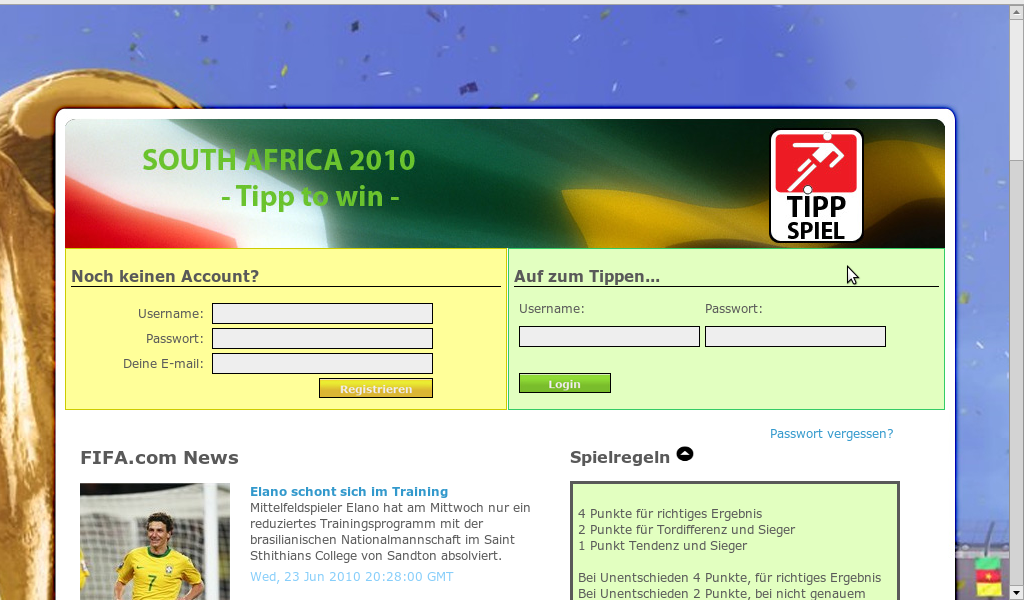 SOUTH AFRICA 2010
- Tipp to win -
TIPP
SPIEL
Noch keinen Account?
Username:
Passwort:
Deine E-mail:
Registrieren
Auf zum Tippen...
Username: Passwort:
Login
Passwort vergessen?
FIFA.com News
Elano schont sich im Training
Mittelfeldspieler Elano hat am Mittwoch nur ein
reduziertes Trainingsprogramm mit der
brasilianischen Nationalmannschaft im Saint
Sthithians College von Sandton absolviert.
Wed, 23 Jun 2010 20:28:00 GMT
7
Spielregeln
4 Punkte für richtiges Ergebnis
2 Punkte für Tordifferenz und Sieger
1 Punkt Tendenz und Sieger
Bei Unentschieden 4 Punkte, für richtiges Ergebnis
Bei Unentschieden 2 Punkte, bei nicht genauem